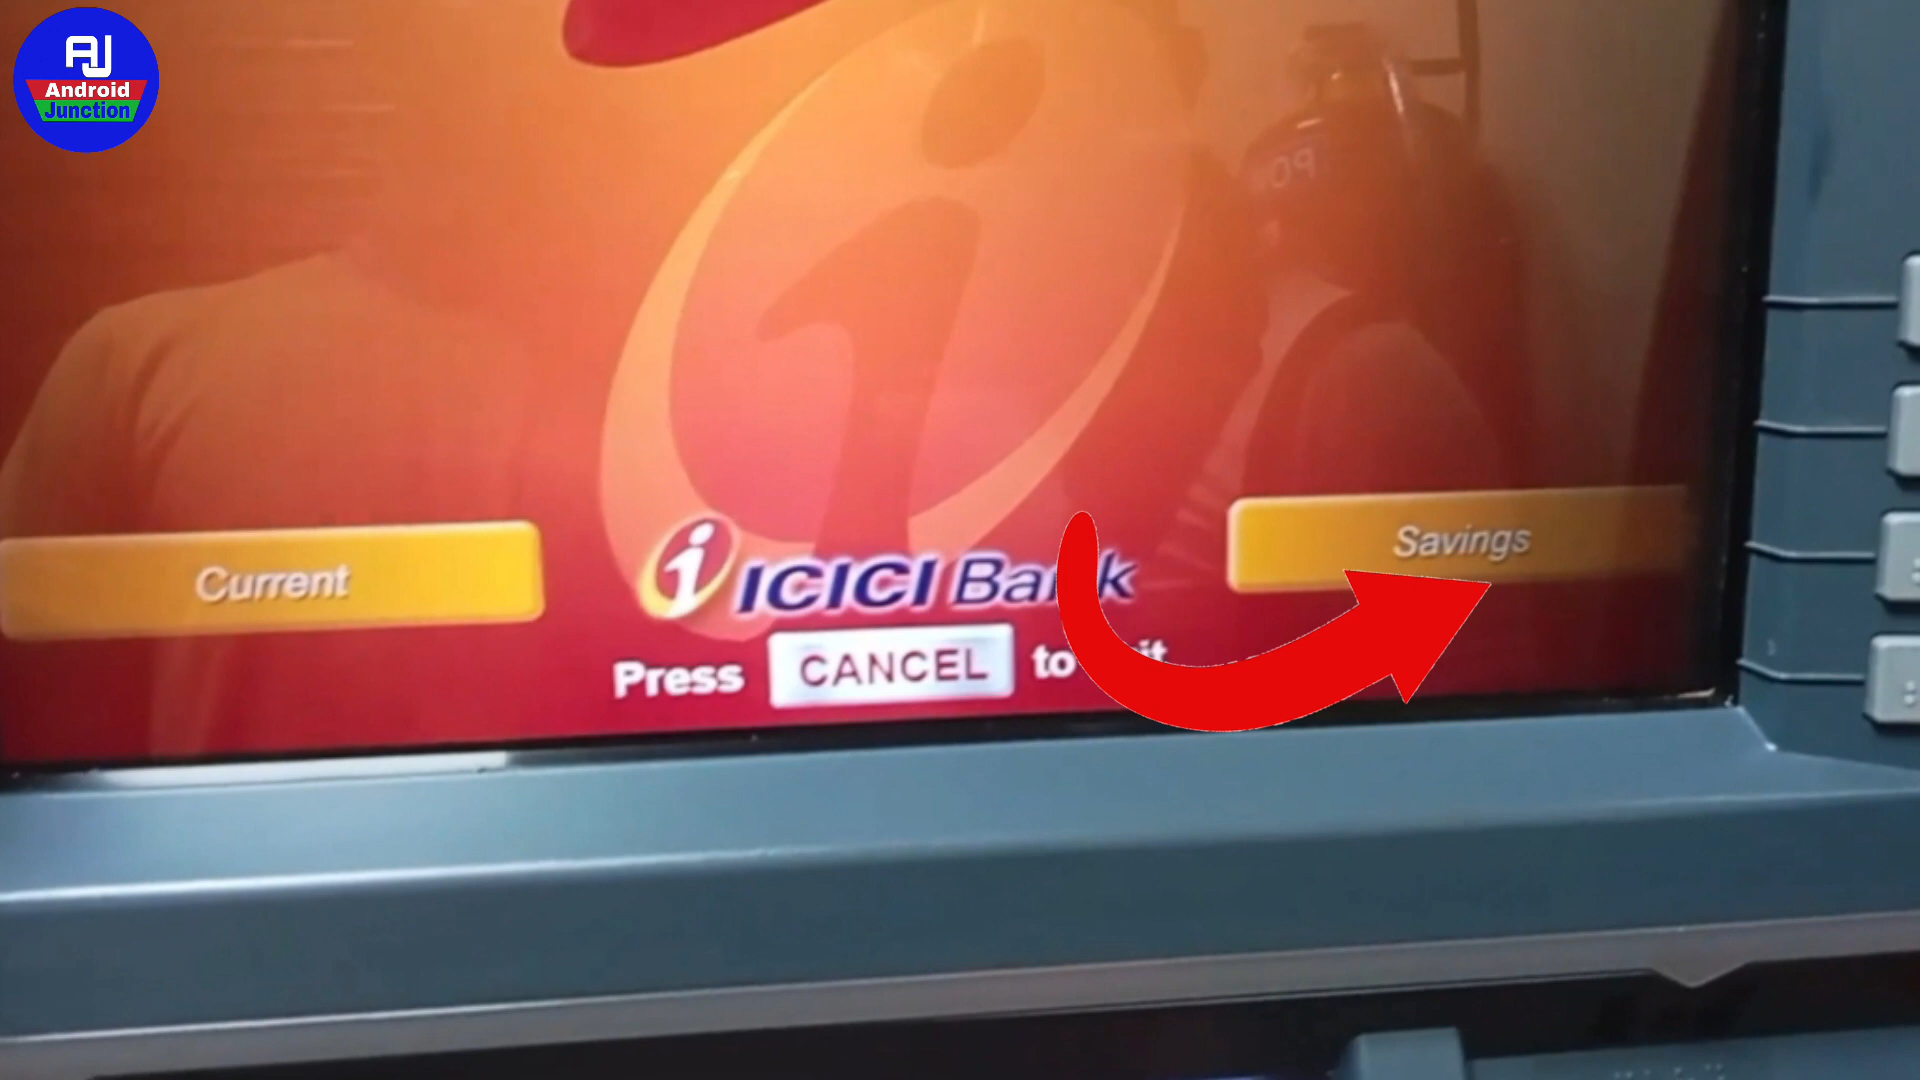 AJ
Android
Junction
Current
Savings
i ICICI Bank
Press CANCEL to